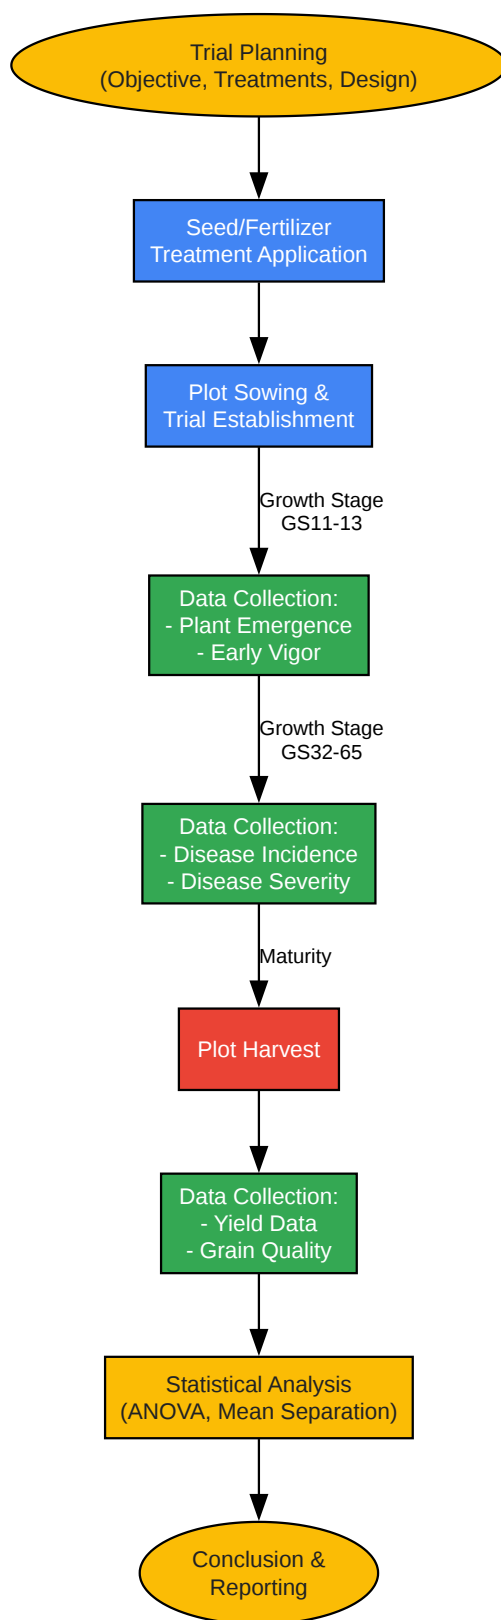 Trial Planning
(Objective, Treatments, Design)
Seed/Fertilizer
Treatment Application
Plot Sowing &
Trial Establishment
Growth Stage
GS11-13
Data Collection:
- Plant Emergence
- Early Vigor
Growth Stage
GS32-65
Data Collection:
- Disease Incidence
- Disease Severity
Maturity
Plot Harvest
Data Collection:
- Yield Data
- Grain Quality
Statistical Analysis
(ANOVA, Mean Separation)
Conclusion &
Reporting